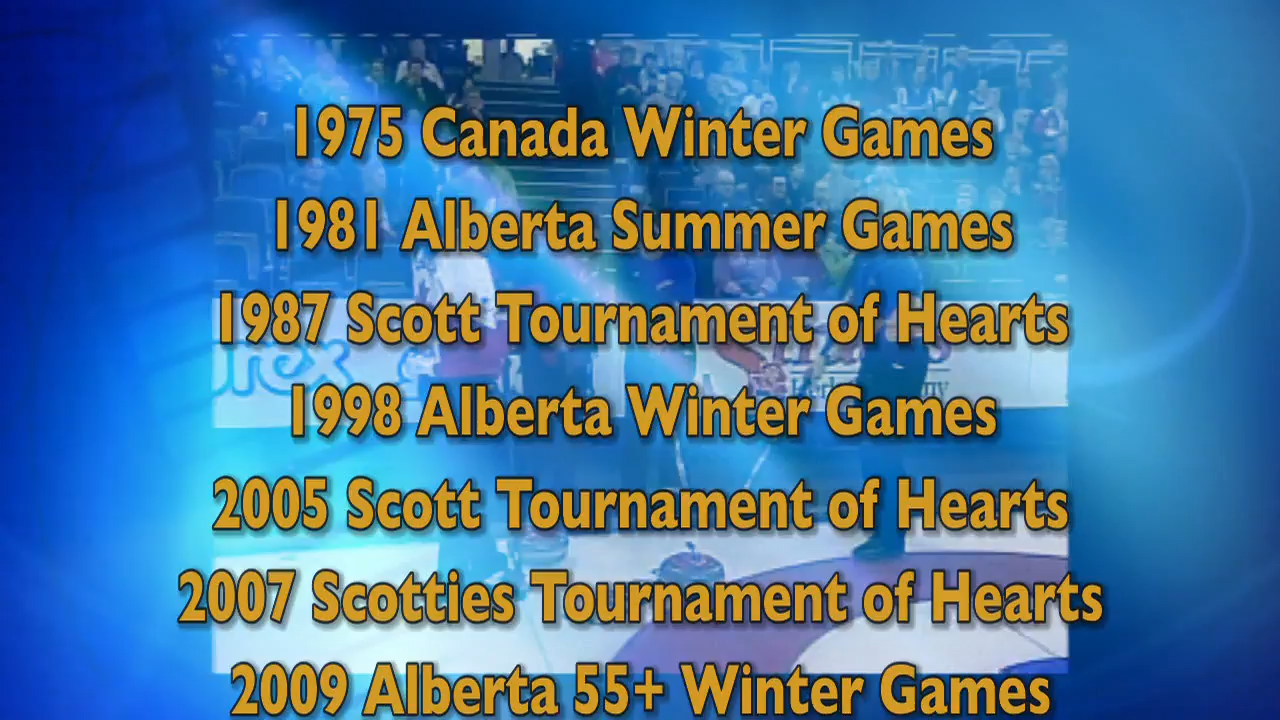 1975 Canada Winter Games
1981 Alberta Summer Games
1987 Scott Tournament of Hearts
1998 Alberta Winter Games
2005 Scott Tournament of Hearts
2007 Scotties Tournament of Hearts
2009 Alberta 55+ Winter Games